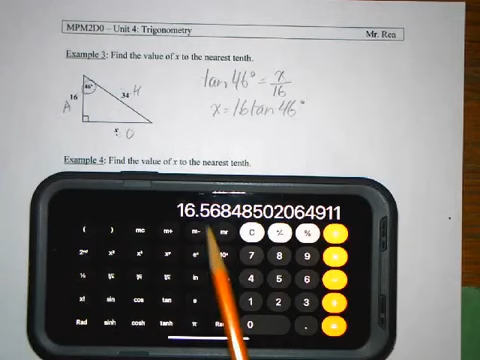 MPM2D0 – Unit 4: Trigonometry
Mr. Rea
Example 3: Find the value of x to the nearest tenth.
tan 46° = x/16
x = 16 tan 46°
46°
16
A
34
H
x
O
Example 4: Find the value of x to the nearest tenth.
16.56848502064911
( ) mc m+ m- mr C % +
2nd x² x³ eˣ 10ˣ 7 8 9
ln 4 5 6
x! sin cos tan e 1 2 3
Rad sinh cosh tanh π 0 .